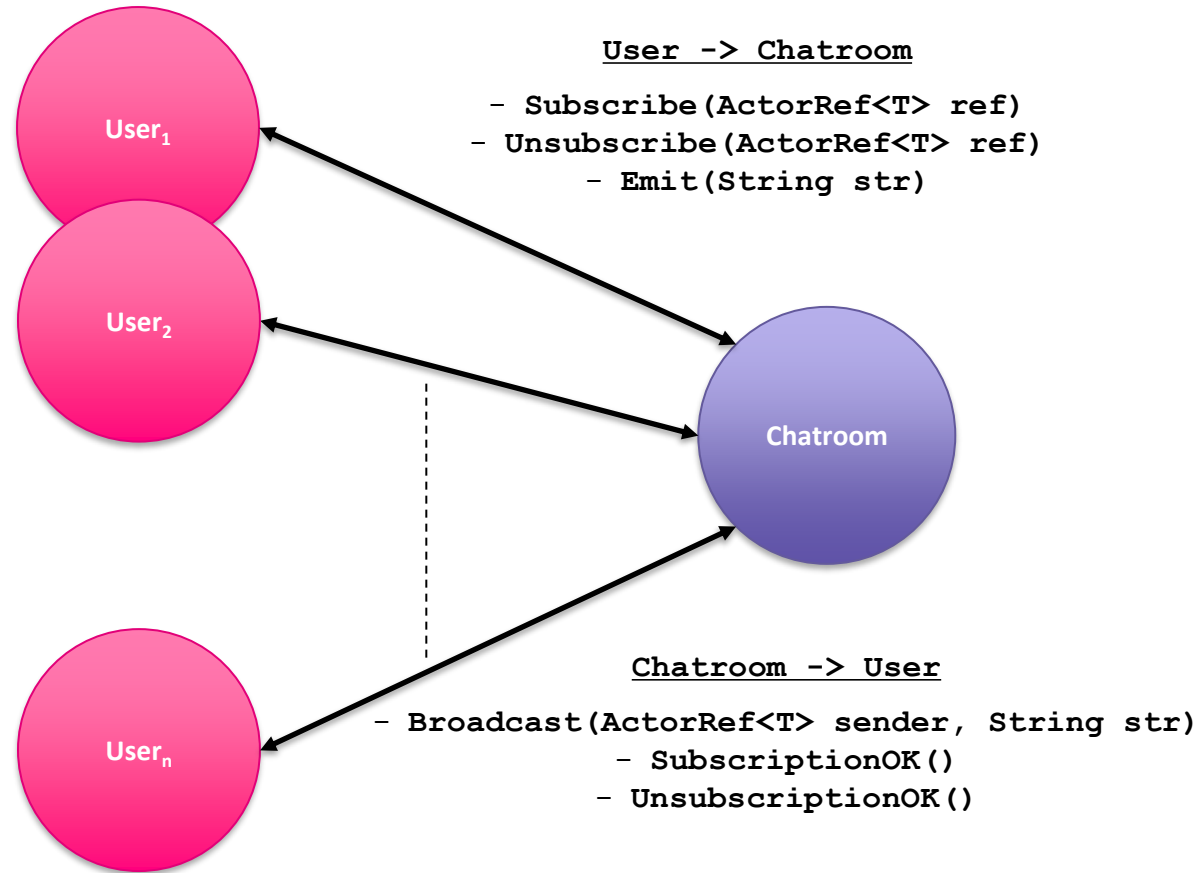 User -> Chatroom
- Subscribe(ActorRef<T> ref)
- Unsubscribe(ActorRef<T> ref)
- Emit(String str)
User₁
User₂
Chatroom
Userₙ
Chatroom -> User
- Broadcast(ActorRef<T> sender, String str)
- SubscriptionOK()
- UnsubscriptionOK()